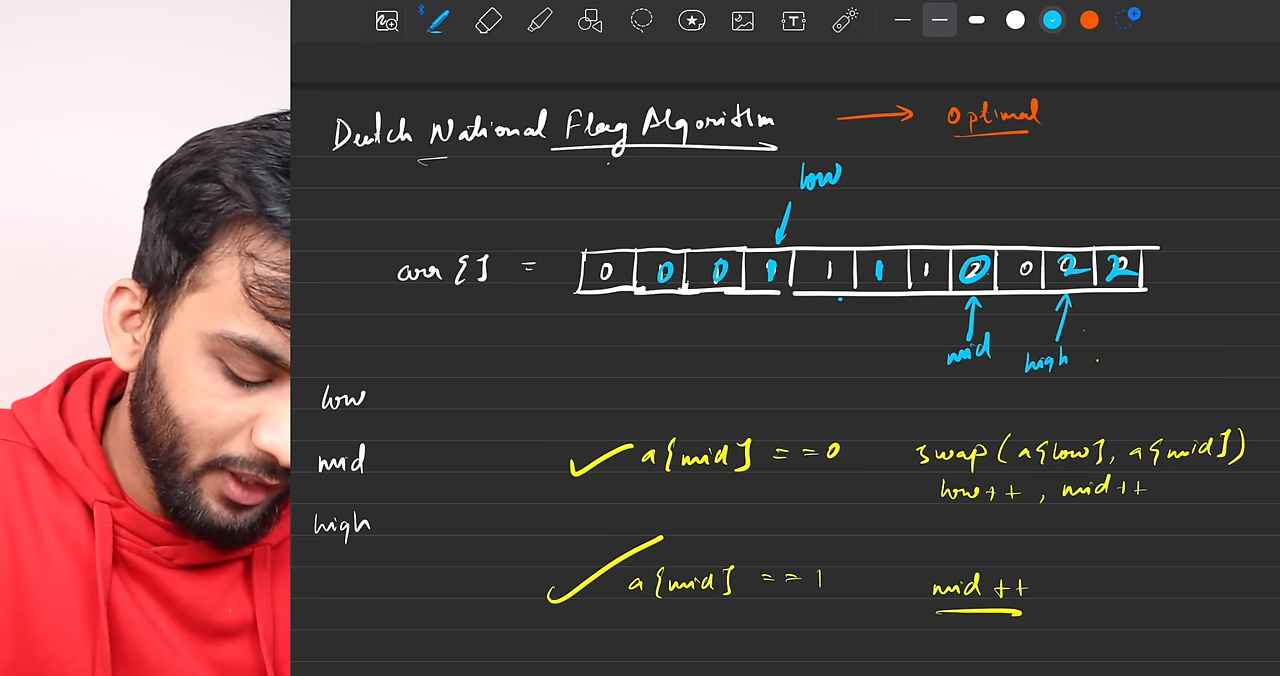 Dutch National Flag Algorithm → Optimal
low
arr [] = 0 0 0 1 1 1 1 0 2 2
mid high
low
mid a[mid] == 0 swap(a[low], a[mid])
low++, mid++
high
a[mid] == 1 mid++